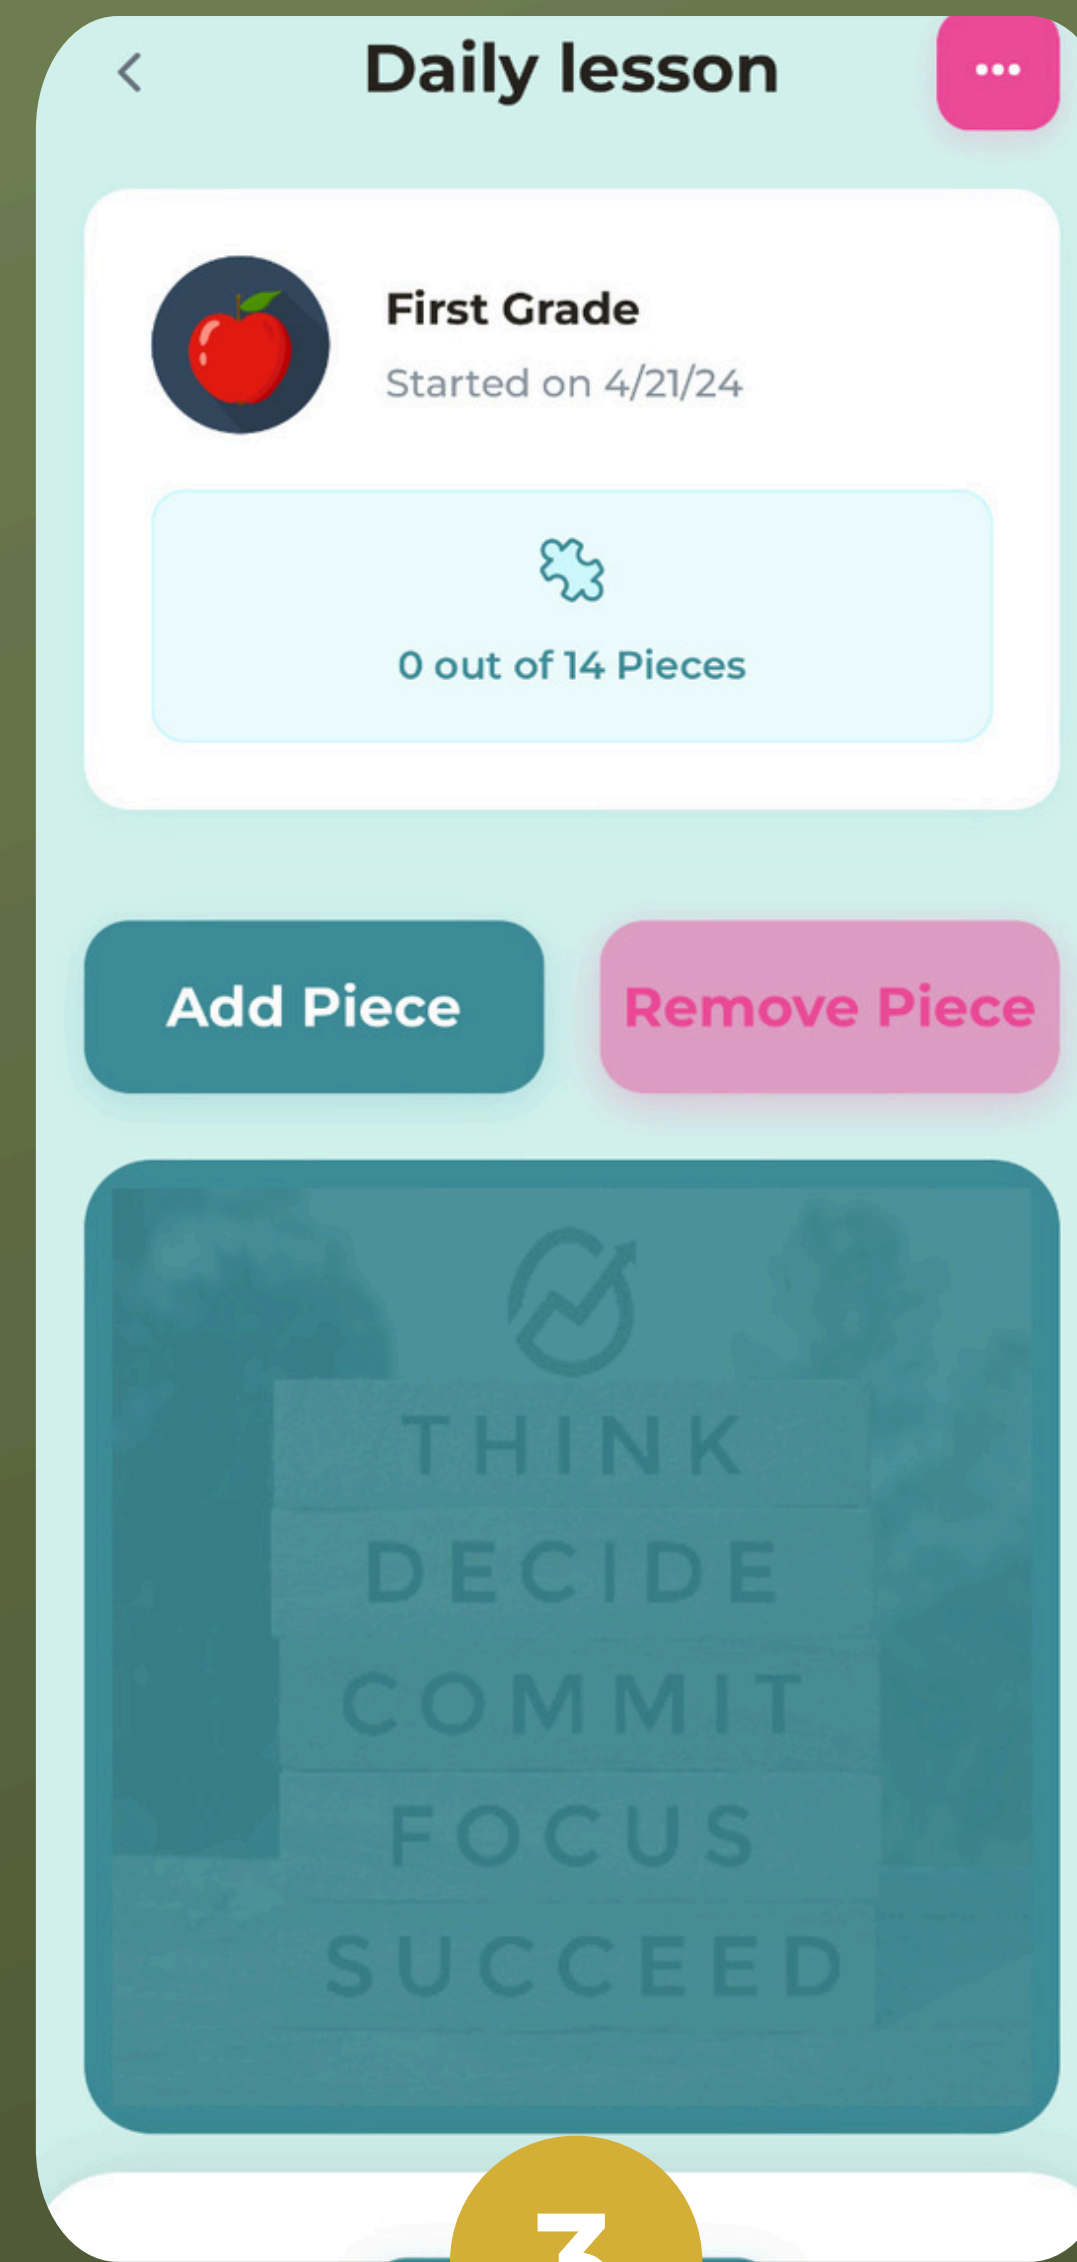 Daily lesson
First Grade
Started on 4/21/24
0 out of 14 Pieces
Add Piece
Remove Piece
THINK
DECIDE
COMMIT
FOCUS
SUCCEED
3